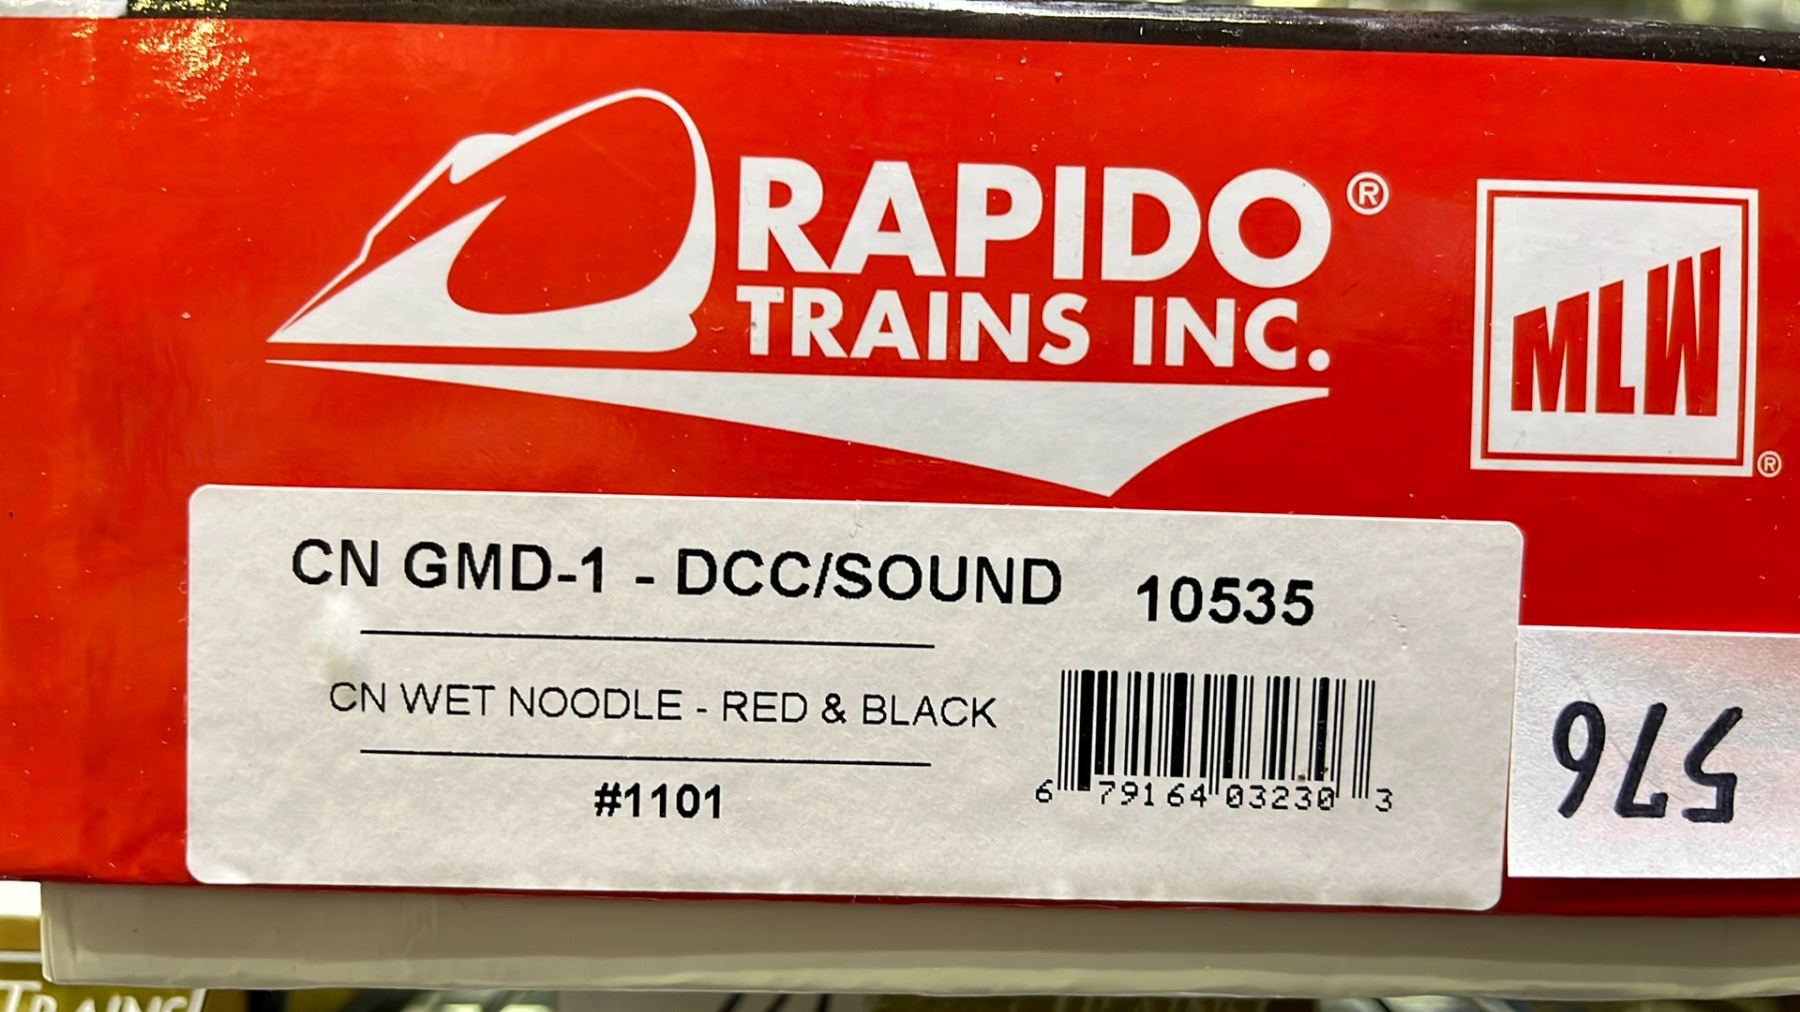 RAPIDO®
TRAINS INC.
MLW®
CN GMD-1 - DCC/SOUND 10535
CN WET NOODLE - RED & BLACK
#1101
6 79164 03230 3
576
TRAINS